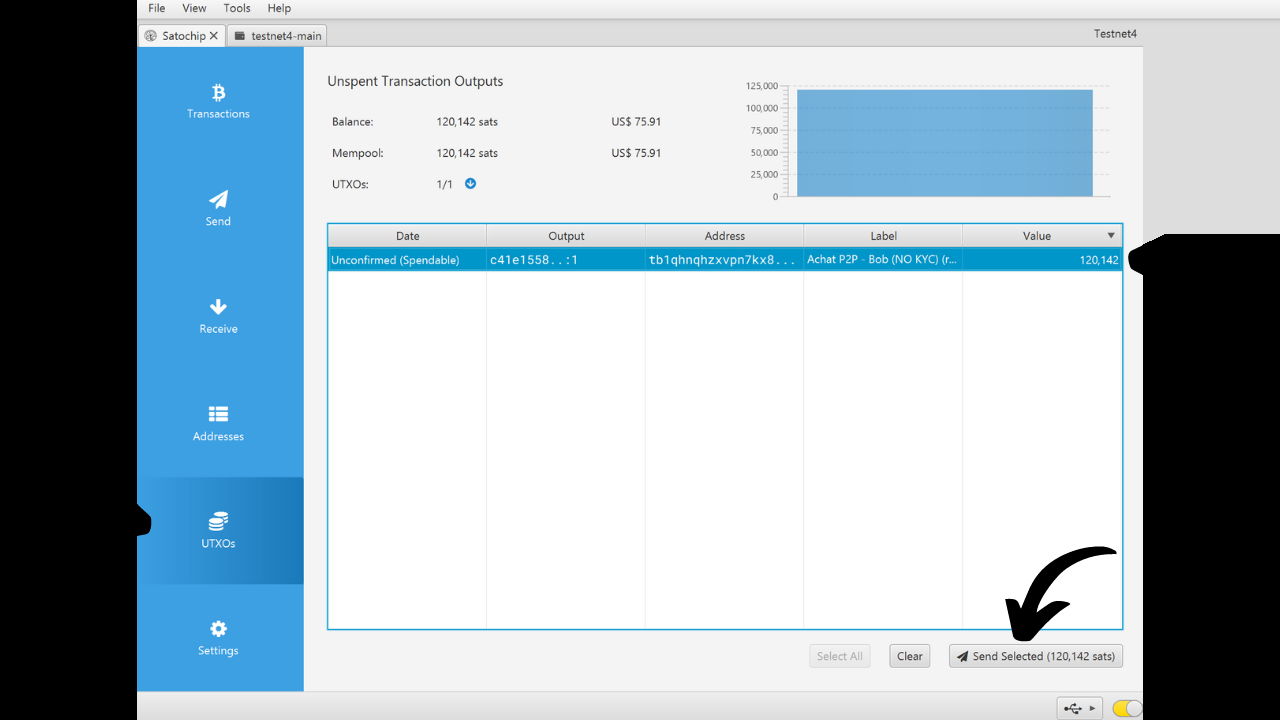 File View Tools Help
Satochip testnet4-main Testnet4
Transactions
Send
Receive
Addresses
UTXOs
Settings
Unspent Transaction Outputs
Balance: 120,142 sats US$ 75.91
Mempool: 120,142 sats US$ 75.91
UTXOs: 1/1
125,000
100,000
75,000
50,000
25,000
0
Date Output Address Label Value
Unconfirmed (Spendable) c41e1558..:1 tb1qhnqhzxvpn7kx8... Achat P2P - Bob (NO KYC) (r... 120,142
Select All Clear Send Selected (120,142 sats)